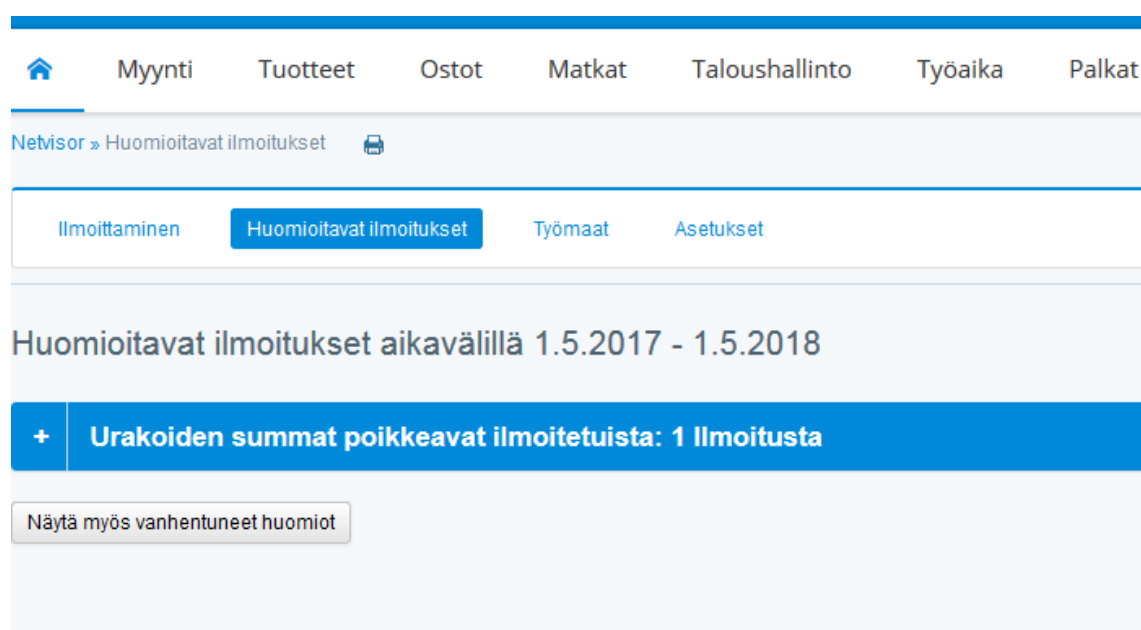 Myynti Tuotteet Ostot Matkat Taloushallinto Työaika Palkat
Netvisor » Huomioitavat ilmoitukset
Ilmoittaminen Huomioitavat ilmoitukset Työmaat Asetukset
Huomioitavat ilmoitukset aikavälillä 1.5.2017 - 1.5.2018
+ Urakoiden summat poikkeavat ilmoitetuista: 1 Ilmoitusta
Näytä myös vanhentuneet huomiot